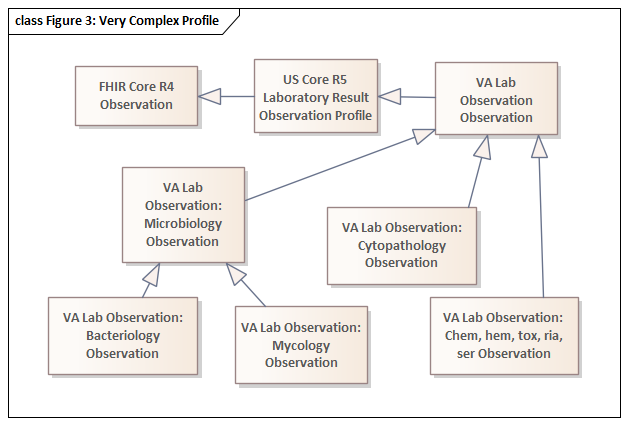 class Figure 3: Very Complex Profile
FHIR Core R4
Observation
US Core R5
Laboratory Result
Observation Profile
VA Lab
Observation
Observation
VA Lab
Observation:
Microbiology
Observation
VA Lab Observation:
Cytopathology
Observation
VA Lab Observation:
Bacteriology
Observation
VA Lab Observation:
Mycology
Observation
VA Lab Observation:
Chem, hem, tox, ria,
ser Observation